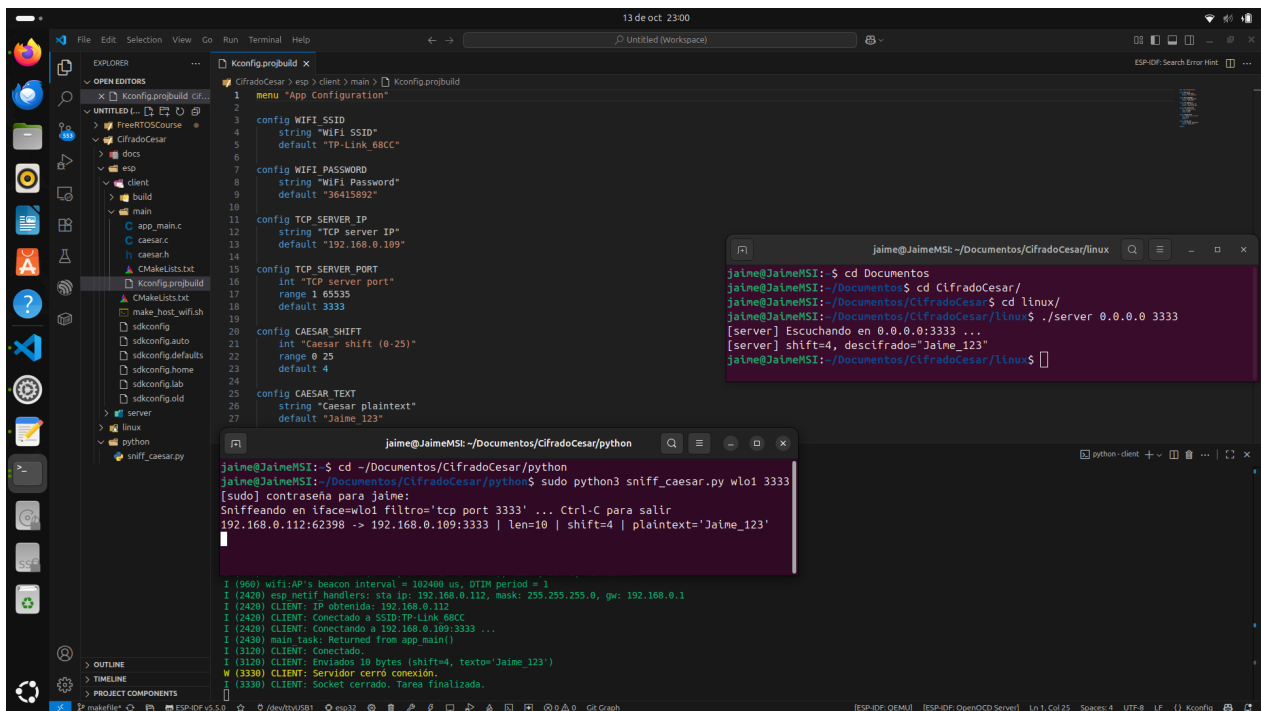 13 de oct 23:00
File Edit Selection View Go Run Terminal Help
Untitled (Workspace)
EXPLORER
OPEN EDITORS
Kconfig.projbuild Cif...
UNTITLED (...
FreeRTOSCourse
CifradoCesar
docs
esp
client
build
main
C app_main.c
C caesar.c
h caesar.h
CMakeLists.txt
Kconfig.projbuild
CMakeLists.txt
make_host_wifi.sh
sdkconfig
sdkconfig.auto
sdkconfig.defaults
sdkconfig.home
sdkconfig.lab
sdkconfig.old
server
linux
python
sniff_caesar.py
OUTLINE
TIMELINE
PROJECT COMPONENTS
553
Kconfig.projbuild
ESP-IDF: Search Error Hint
CifradoCesar > esp > client > main > Kconfig.projbuild
1 menu "App Configuration"
2
3 config WIFI_SSID
4 string "WiFi SSID"
5 default "TP-Link_68CC"
6
7 config WIFI_PASSWORD
8 string "WiFi Password"
9 default "36415892"
10
11 config TCP_SERVER_IP
12 string "TCP server IP"
13 default "192.168.0.109"
14
15 config TCP_SERVER_PORT
16 int "TCP server port"
17 range 1 65535
18 default 3333
19
20 config CAESAR_SHIFT
21 int "Caesar shift (0-25)"
22 range 0 25
23 default 4
24
25 config CAESAR_TEXT
26 string "Caesar plaintext"
27 default "Jaime_123"
jaime@JaimeMSI: ~/Documentos/CifradoCesar/linux
jaime@JaimeMSI:~$ cd Documentos
jaime@JaimeMSI:~/Documentos$ cd CifradoCesar/
jaime@JaimeMSI:~/Documentos/CifradoCesar$ cd linux/
jaime@JaimeMSI:~/Documentos/CifradoCesar/linux$ ./server 0.0.0.0 3333
[server] Escuchando en 0.0.0.0:3333 ...
[server] shift=4, descifrado="Jaime_123"
jaime@JaimeMSI:~/Documentos/CifradoCesar/linux$
jaime@JaimeMSI: ~/Documentos/CifradoCesar/python
jaime@JaimeMSI:~$ cd ~/Documentos/CifradoCesar/python
jaime@JaimeMSI:~/Documentos/CifradoCesar/python$ sudo python3 sniff_caesar.py wlo1 3333
[sudo] contraseña para jaime:
Sniffeando en iface=wlo1 filtro='tcp port 3333' ... Ctrl-C para salir
192.168.0.112:62398 -> 192.168.0.109:3333 | len=10 | shift=4 | plaintext='Jaime_123'
python - client
I (960) wifi:AP's beacon interval = 102400 us, DTIM period = 1
I (2420) esp_netif_handlers: sta ip: 192.168.0.112, mask: 255.255.255.0, gw: 192.168.0.1
I (2420) CLIENT: IP obtenida: 192.168.0.112
I (2420) CLIENT: Conectado a SSID:TP-Link_68CC
I (2420) CLIENT: Conectando a 192.168.0.109:3333 ...
I (2430) main_task: Returned from app_main()
I (3120) CLIENT: Conectado.
I (3120) CLIENT: Enviados 10 bytes (shift=4, texto='Jaime_123')
W (3330) CLIENT: Servidor cerró conexión.
I (3330) CLIENT: Socket cerrado. Tarea finalizada.
makefile* ESP-IDF v5.5.0 /dev/ttyUSB1 esp32 0 0 Git Graph [ESP-IDF: QEMU] [ESP-IDF: OpenOCD Server] Ln 1, Col 25 Spaces: 4 UTF-8 LF {} Kconfig